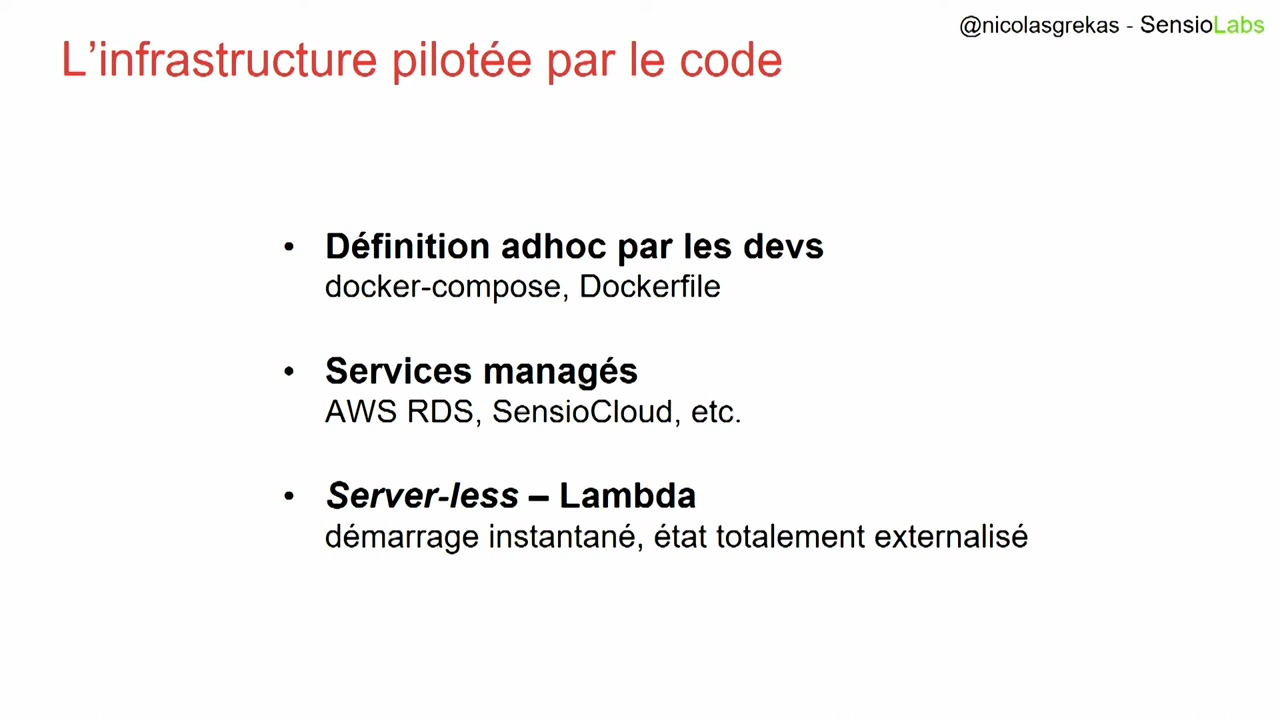 @nicolasgrekas - SensioLabs
L’infrastructure pilotée par le code
• Définition adhoc par les devs
docker-compose, Dockerfile
• Services managés
AWS RDS, SensioCloud, etc.
• Server-less – Lambda
démarrage instantané, état totalement externalisé